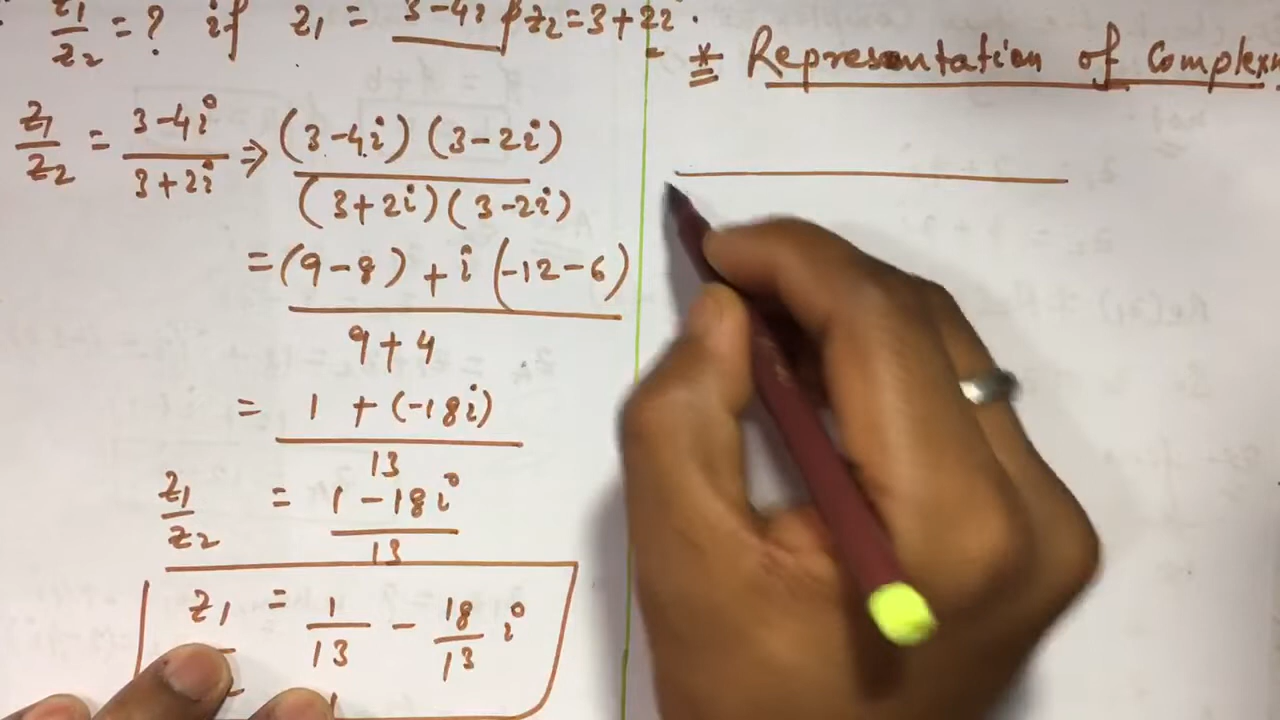 z1/z2 = ? if z1 = 3-4i & z2 = 3+2i.
z1/z2 = 3-4i/3+2i => (3-4i) (3-2i)/(3+2i)(3-2i)
= (9-8) + i (-12-6)/9+4
= 1 + (-18i)/13
z1/z2 = 1-18i/13
z1 = 1/13 - 18/13 i
* Representation of Complex